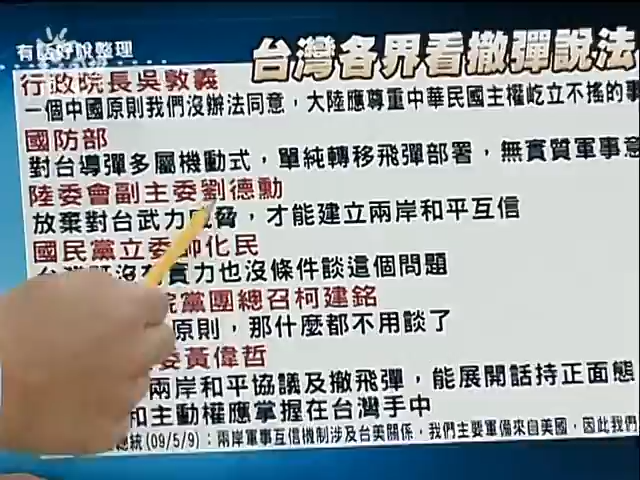 有話好說整理
台灣各界看撤彈說法
行政院長吳敦義
一個中國原則我們沒辦法同意，大陸應尊重中華民國主權屹立不搖的事
國防部
對台導彈多屬機動式，單純轉移飛彈部署，無實質軍事意
陸委會副主委劉德勳
放棄對台武力威脅，才能建立兩岸和平互信
國民黨立委帥化民
台灣既沒有實力也沒條件談這個問題
院黨團總召柯建銘
原則，那什麼都不用談了
委黃偉哲
兩岸和平協議及撤飛彈，能展開話持正面態
和主動權應掌握在台灣手中
總統(09/5/9)：兩岸軍事互信機制涉及台美關係，我們主要軍備來自美國，因此我們